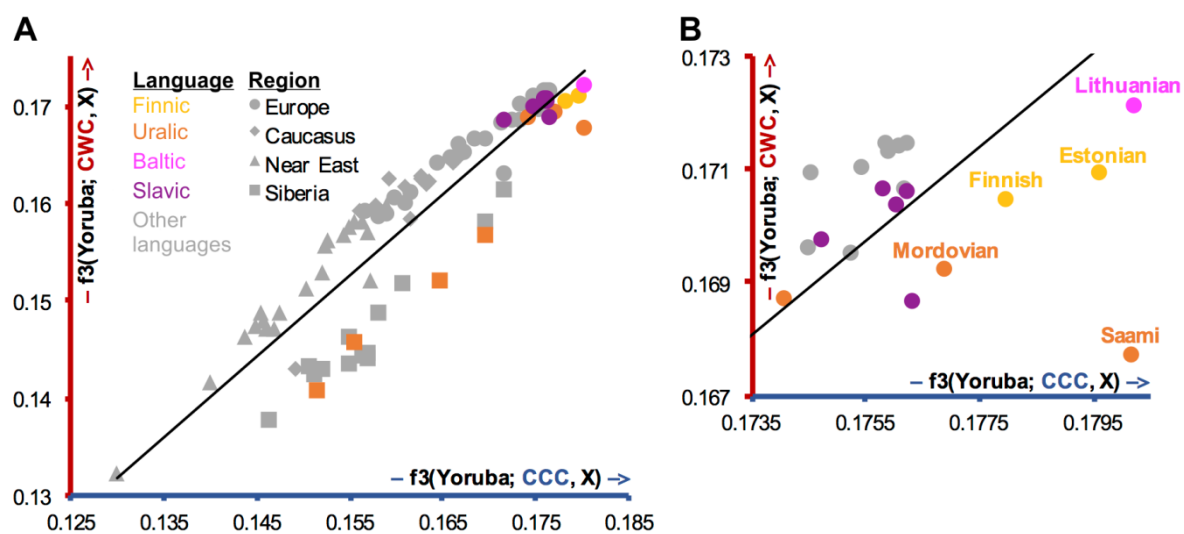 A
– f3(Yoruba; CWC, X) –>
0.17
0.16
0.15
0.14
0.13
Language
Finnic
Uralic
Baltic
Slavic
Other
languages
Region
Europe
Caucasus
Near East
Siberia
– f3(Yoruba; CCC, X) –>
0.125 0.135 0.145 0.155 0.165 0.175 0.185
B
– f3(Yoruba; CWC, X) –>
0.173
0.171
0.169
0.167
Lithuanian
Estonian
Finnish
Mordovian
Saami
– f3(Yoruba; CCC, X) –>
0.1735 0.1755 0.1775 0.1795